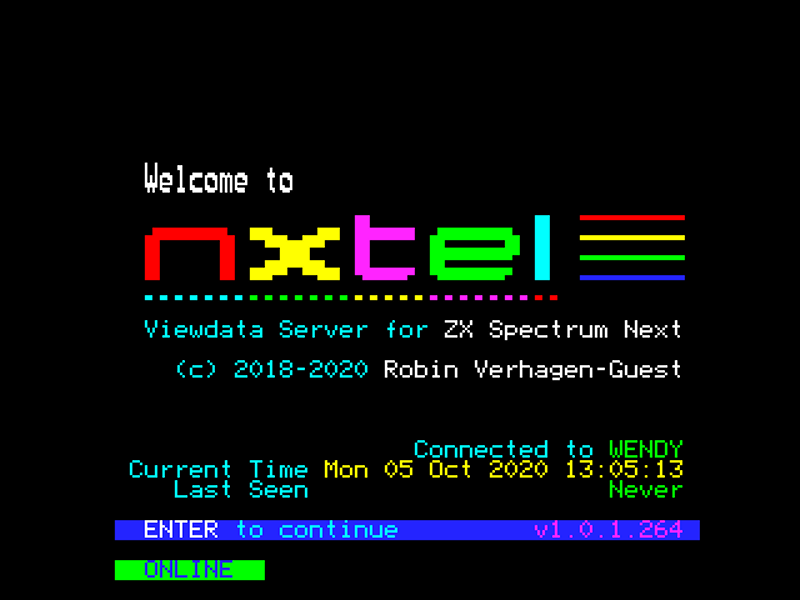 Welcome to
nxtel
Viewdata Server for ZX Spectrum Next
(c) 2018-2020 Robin Verhagen-Guest
Connected to WENDY
Current Time Mon 05 Oct 2020 13:05:13
Last Seen Never
ENTER to continue v1.0.1.264
ONLINE